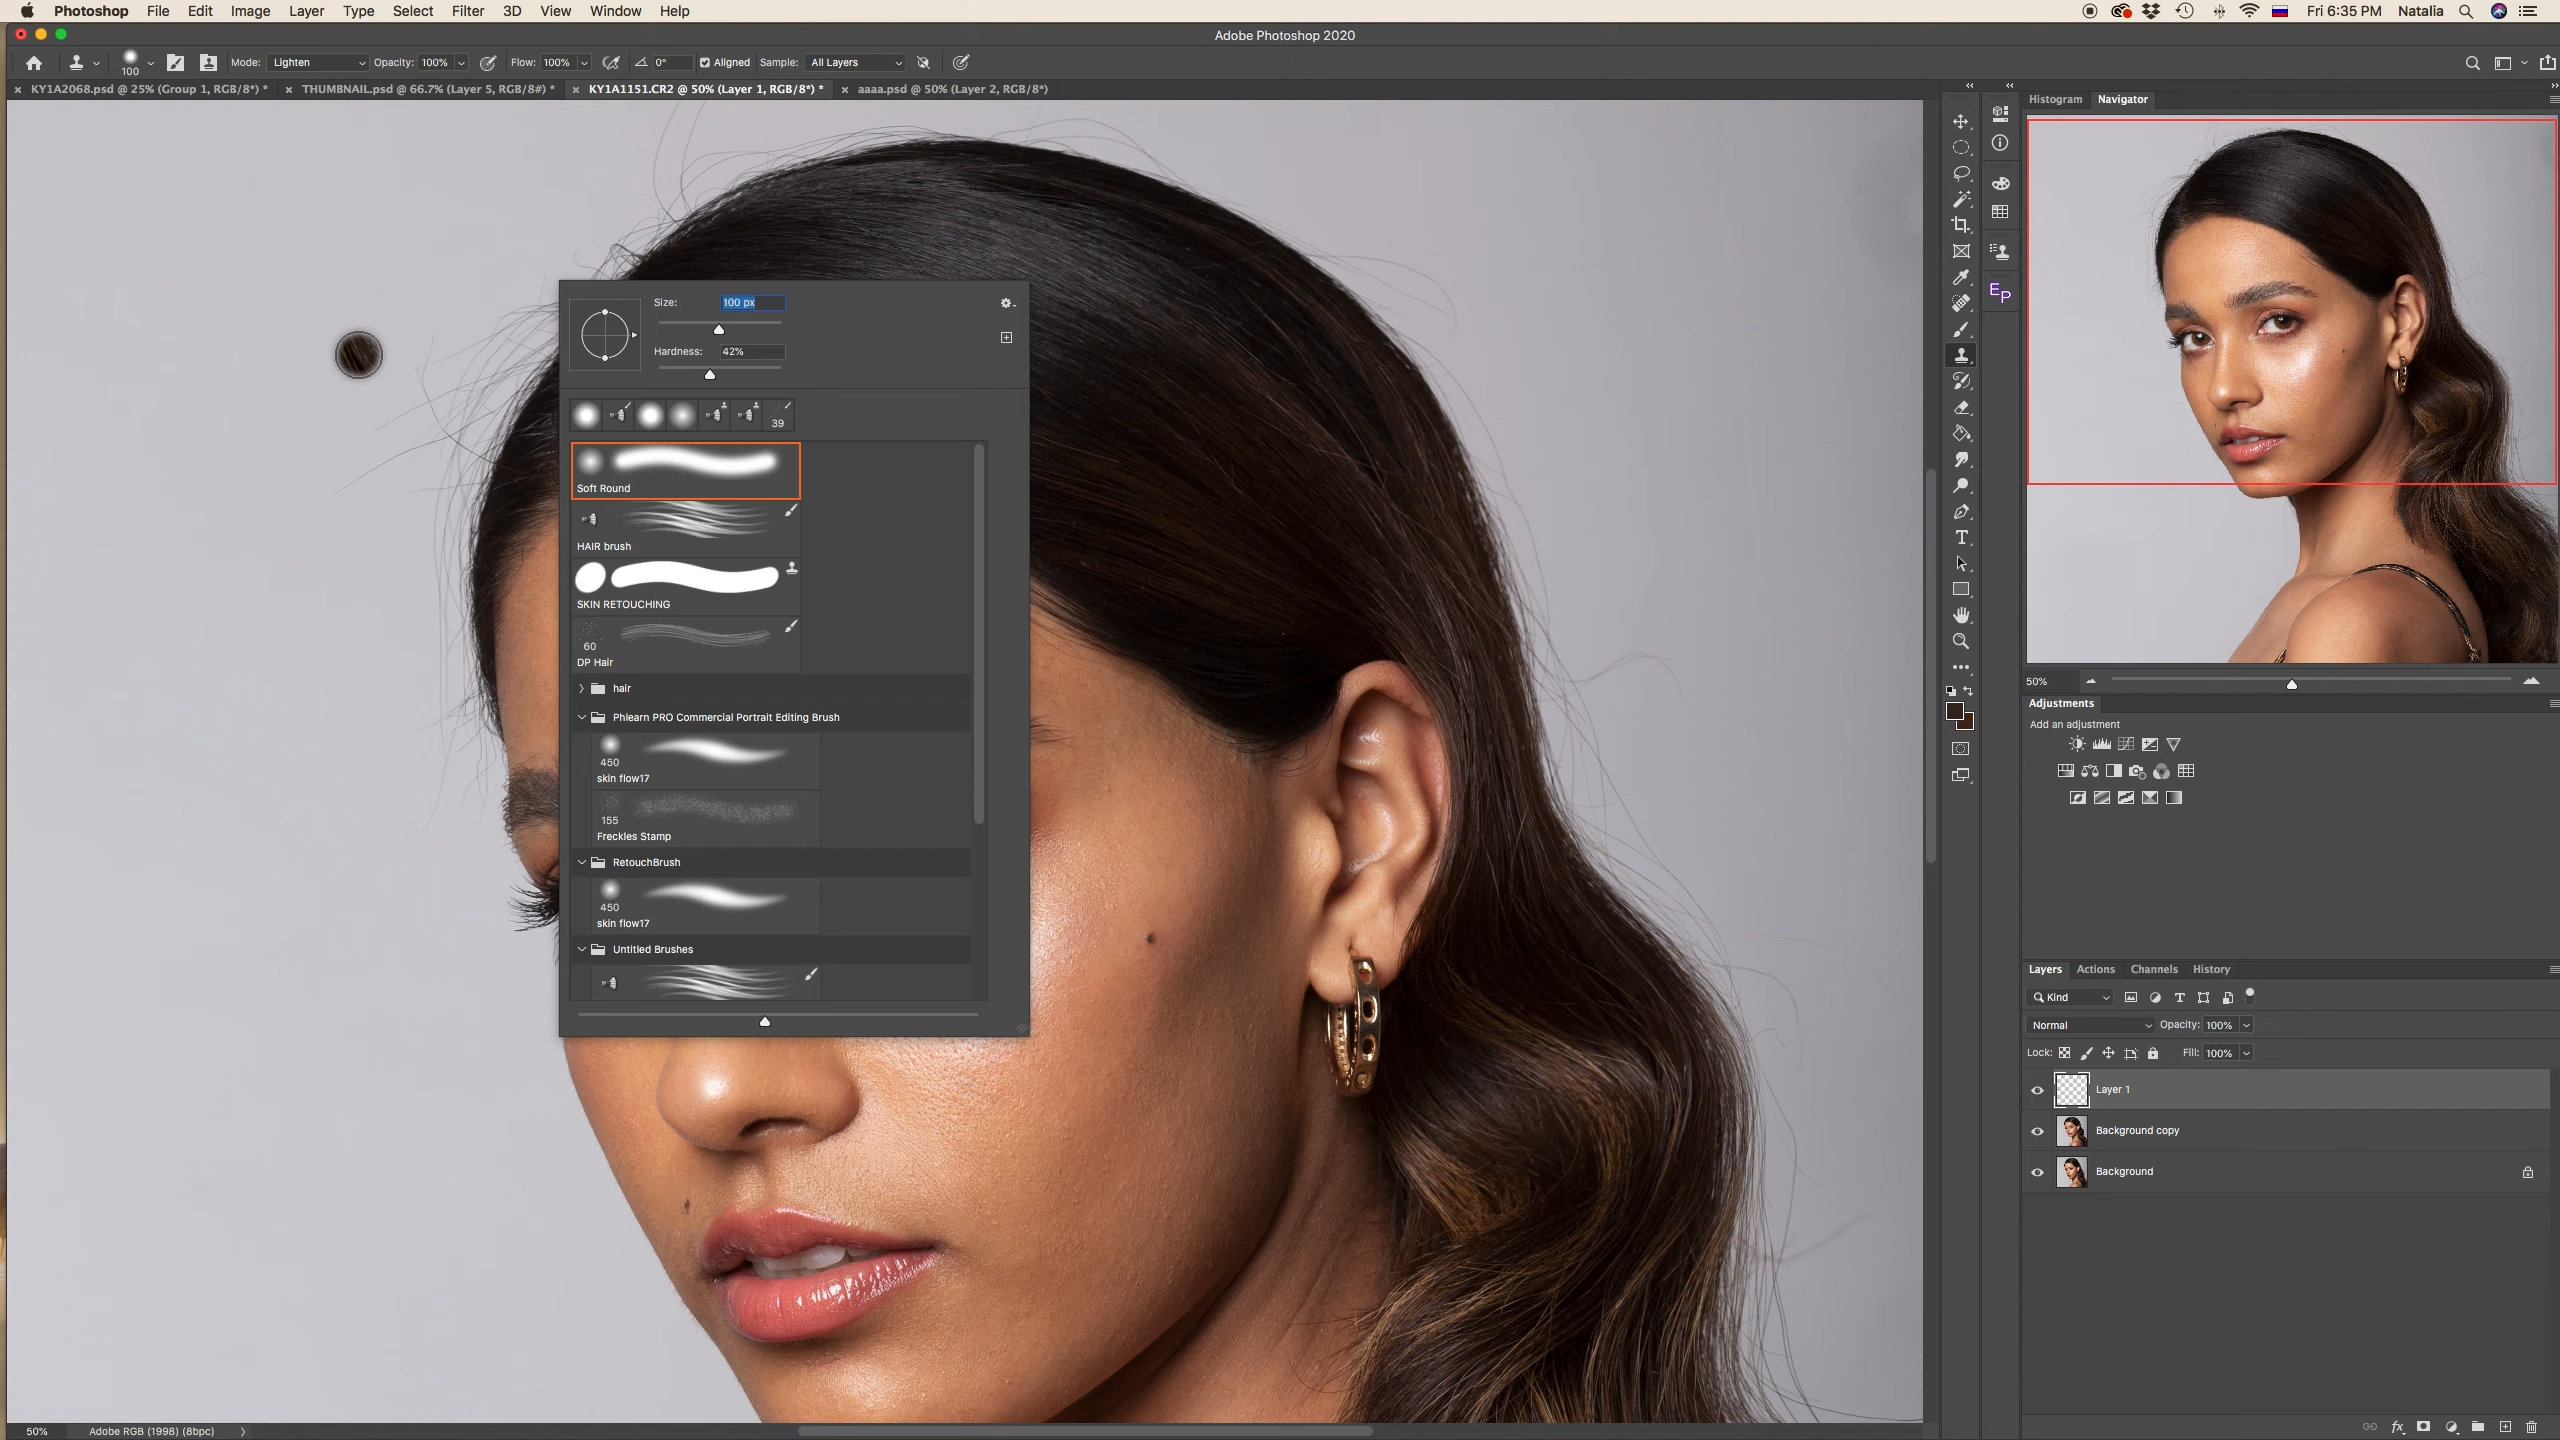 Photoshop File Edit Image Layer Type Select Filter 3D View Window Help Fri 6:35 PM Natalia
Adobe Photoshop 2020
100 Mode: Lighten Opacity: 100% Flow: 100% 0° Aligned Sample: All Layers
KY1A2068.psd @ 25% (Group 1, RGB/8*) * THUMBNAIL.psd @ 66.7% (Layer 5, RGB/8#) * KY1A1151.CR2 @ 50% (Layer 1, RGB/8*) * aaaa.psd @ 50% (Layer 2, RGB/8*)
Histogram Navigator
Size: 100 px
Hardness: 42%
39
Soft Round
HAIR brush
SKIN RETOUCHING
60
DP Hair
hair
Phlearn PRO Commercial Portrait Editing Brush
450
skin flow17
155
Freckles Stamp
RetouchBrush
450
skin flow17
Untitled Brushes
EP
T
50%
Adjustments
Add an adjustment
Layers Actions Channels History
Kind
Normal Opacity: 100%
Lock: Fill: 100%
Layer 1
Background copy
Background
fx
50% Adobe RGB (1998) (8bpc)